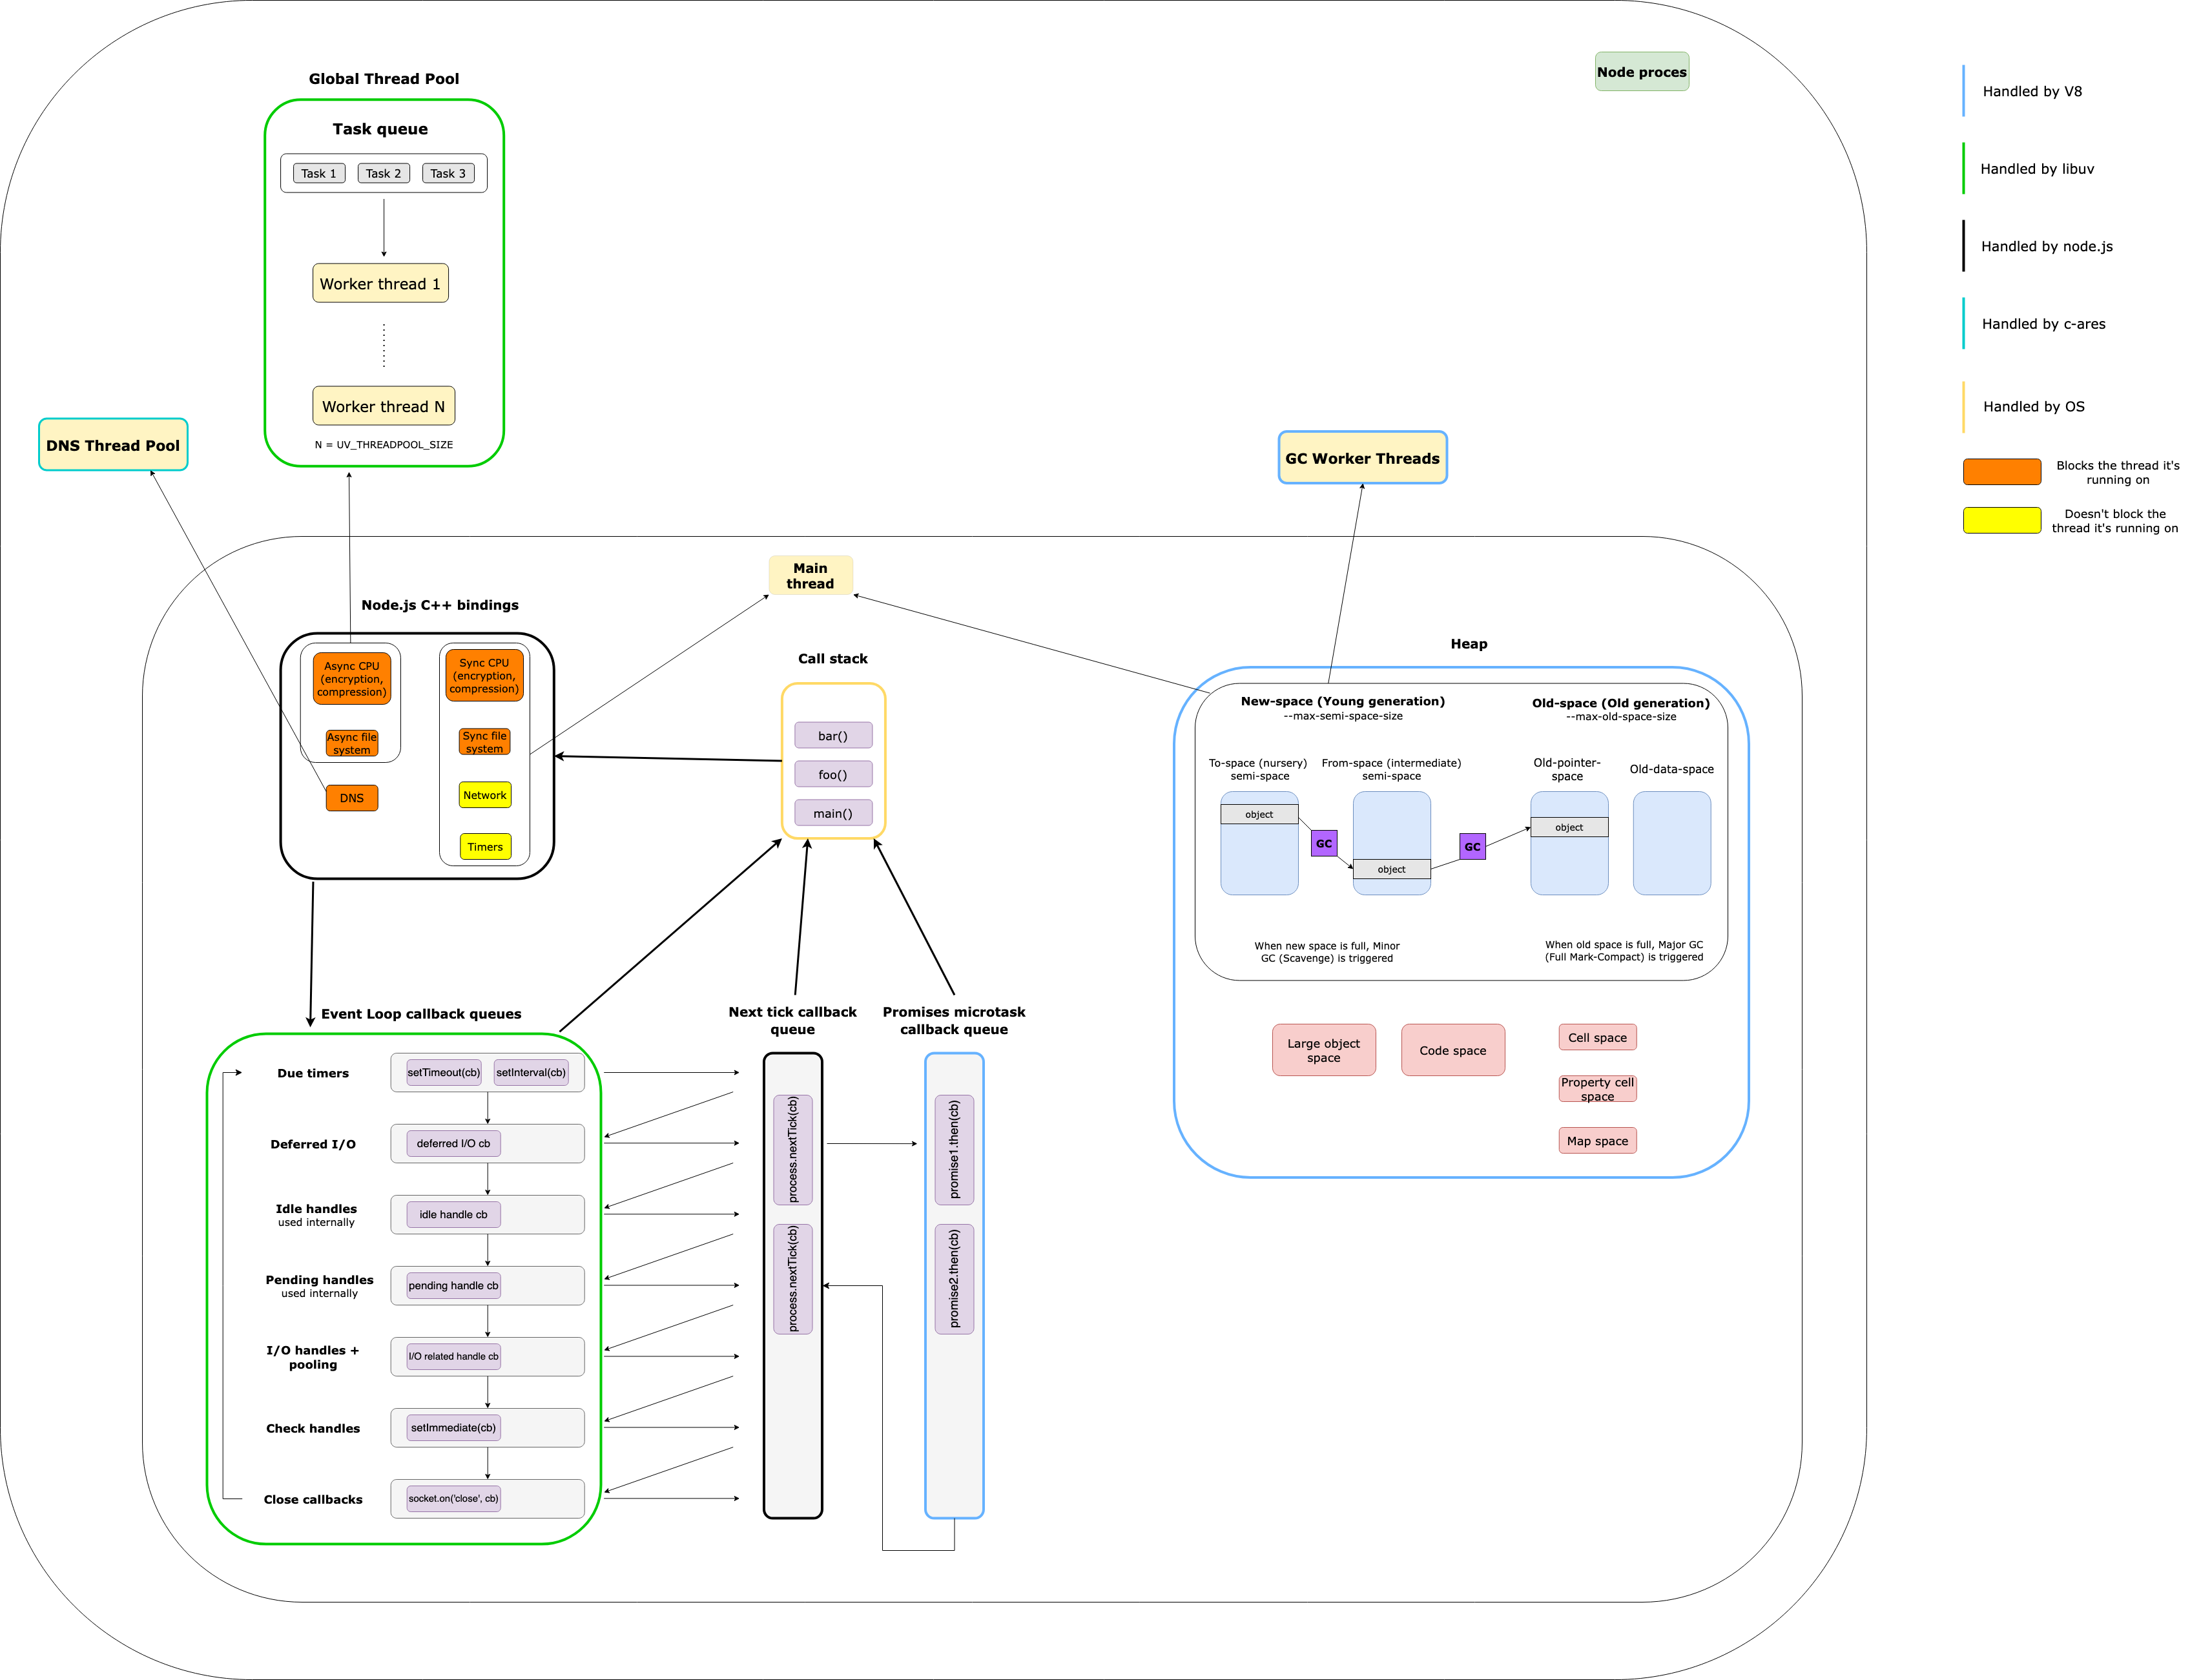 Node proces
Global Thread Pool
Task queue
Task 1
Task 2
Task 3
Worker thread 1
Worker thread N
N = UV_THREADPOOL_SIZE
DNS Thread Pool
GC Worker Threads
Handled by V8
Handled by libuv
Handled by node.js
Handled by c-ares
Handled by OS
Blocks the thread it's
running on
Doesn't block the
thread it's running on
Main
thread
Node.js C++ bindings
Async CPU
(encryption,
compression)
Async file
system
DNS
Sync CPU
(encryption,
compression)
Sync file
system
Network
Timers
Call stack
bar()
foo()
main()
Heap
New-space (Young generation)
--max-semi-space-size
Old-space (Old generation)
--max-old-space-size
To-space (nursery)
semi-space
From-space (intermediate)
semi-space
Old-pointer-
space
Old-data-space
object
GC
object
GC
object
When new space is full, Minor
GC (Scavenge) is triggered
When old space is full, Major GC
(Full Mark-Compact) is triggered
Large object
space
Code space
Cell space
Property cell
space
Map space
Event Loop callback queues
Due timers
setTimeout(cb)
setInterval(cb)
Deferred I/O
deferred I/O cb
Idle handles
used internally
idle handle cb
Pending handles
used internally
pending handle cb
I/O handles +
pooling
I/O related handle cb
Check handles
setImmediate(cb)
Close callbacks
socket.on('close', cb)
Next tick callback
queue
process.nextTick(cb)
process.nextTick(cb)
Promises microtask
callback queue
promise1.then(cb)
promise2.then(cb)